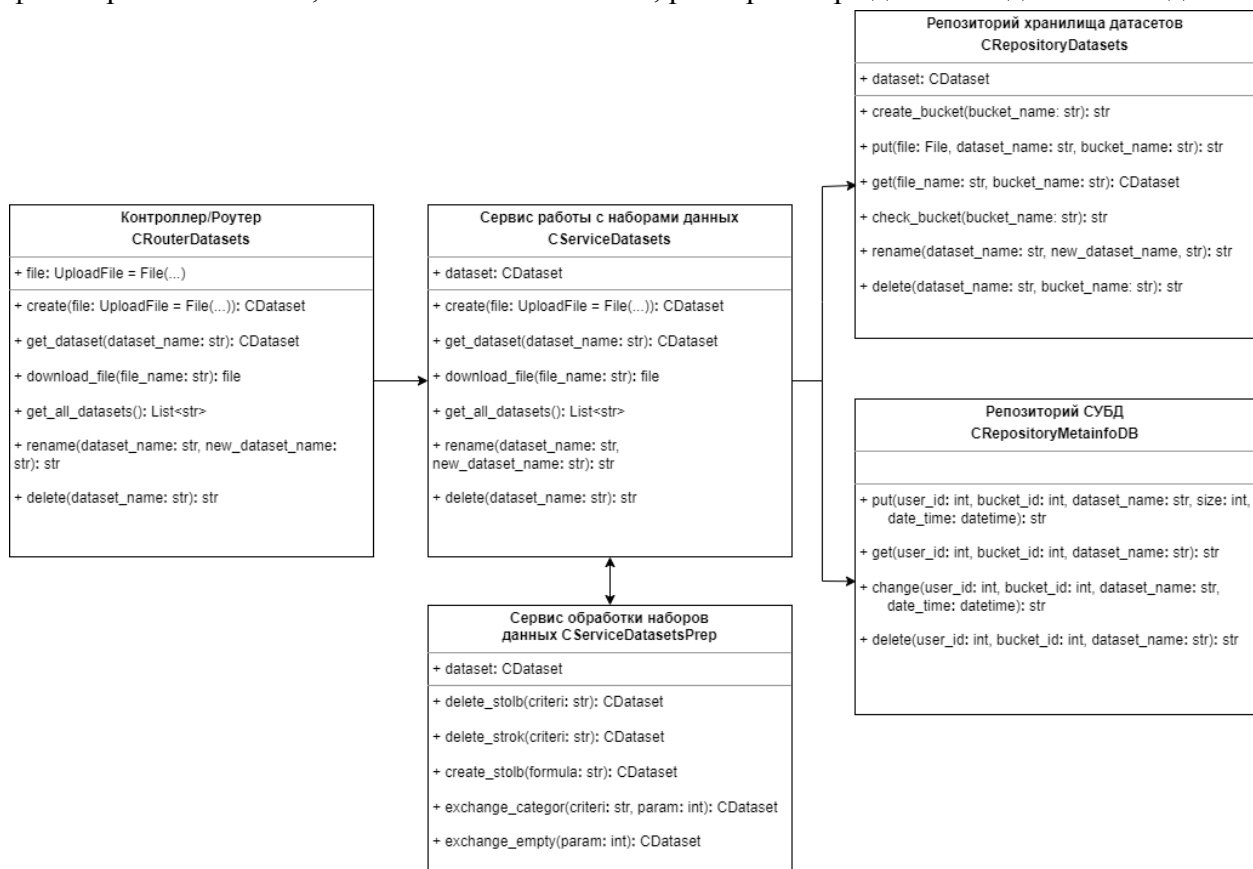 Репозиторий хранилища датасетов
CRepositoryDatasets
+ dataset: CDataset
+ create_bucket(bucket_name: str): str
+ put(file: File, dataset_name: str, bucket_name: str): str
+ get(file_name: str, bucket_name: str): CDataset
+ check_bucket(bucket_name: str): str
+ rename(dataset_name: str, new_dataset_name, str): str
+ delete(dataset_name: str, bucket_name: str): str
Контроллер/Роутер
CRouterDatasets
+ file: UploadFile = File(...)
+ create(file: UploadFile = File(...)): CDataset
+ get_dataset(dataset_name: str): CDataset
+ download_file(file_name: str): file
+ get_all_datasets(): List<str>
+ rename(dataset_name: str, new_dataset_name:
str): str
+ delete(dataset_name: str): str
Сервис работы с наборами данных
CServiceDatasets
+ dataset: CDataset
+ create(file: UploadFile = File(...)): CDataset
+ get_dataset(dataset_name: str): CDataset
+ download_file(file_name: str): file
+ get_all_datasets(): List<str>
+ rename(dataset_name: str,
new_dataset_name: str): str
+ delete(dataset_name: str): str
Репозиторий СУБД
CRepositoryMetainfoDB
+ put(user_id: int, bucket_id: int, dataset_name: str, size: int,
date_time: datetime): str
+ get(user_id: int, bucket_id: int, dataset_name: str): str
+ change(user_id: int, bucket_id: int, dataset_name: str,
date_time: datetime): str
+ delete(user_id: int, bucket_id: int, dataset_name: str): str
Сервис обработки наборов
данных CServiceDatasetsPrep
+ dataset: CDataset
+ delete_stolb(criteri: str): CDataset
+ delete_strok(criteri: str): CDataset
+ create_stolb(formula: str): CDataset
+ exchange_categor(criteri: str, param: int): CDataset
+ exchange_empty(param: int): CDataset